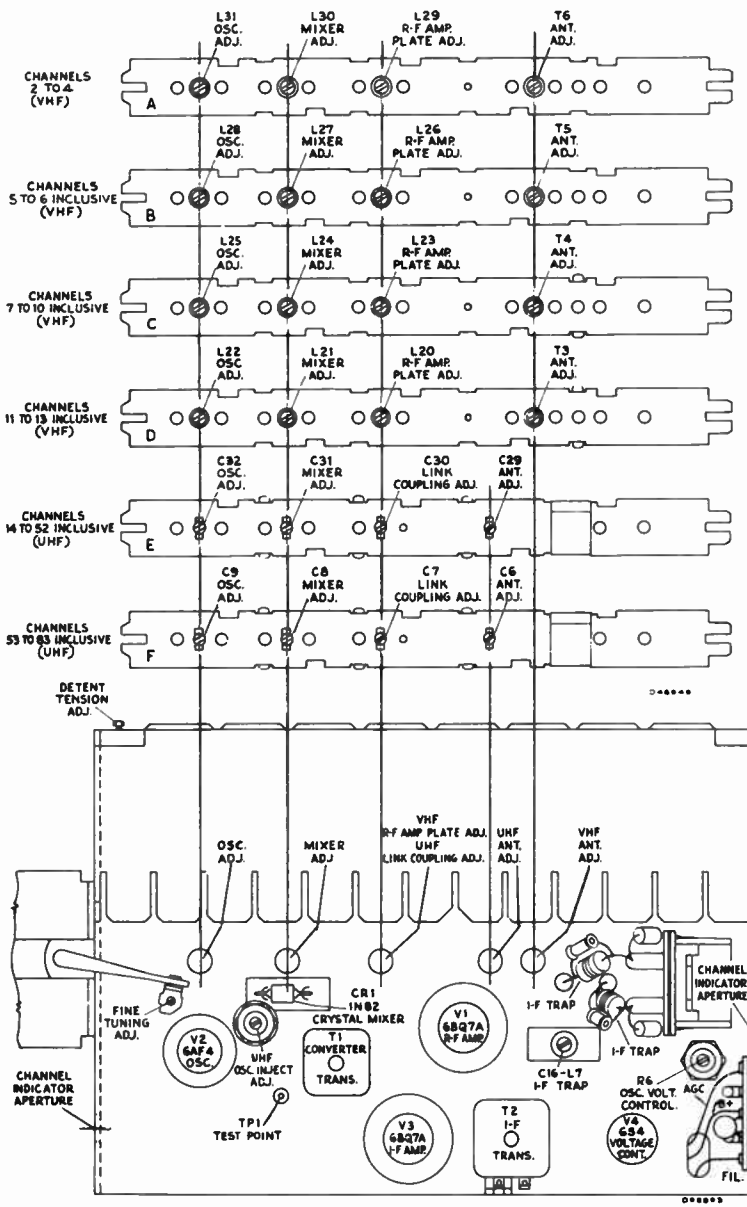 L31
OSC.
ADJ.
L30
MIXER
ADJ.
L29
R-F AMP.
PLATE ADJ.
T6
ANT.
ADJ.
CHANNELS
2 TO 4
(VHF)
A
L28
OSC.
ADJ.
L27
MIXER
ADJ.
L26
R-F AMP.
PLATE ADJ.
T5
ANT.
ADJ.
CHANNELS
5 TO 6 INCLUSIVE
(VHF)
B
L25
OSC.
ADJ.
L24
MIXER
ADJ.
L23
R-F AMP.
PLATE ADJ.
T4
ANT.
ADJ.
CHANNELS
7 TO 10 INCLUSIVE
(VHF)
C
L22
OSC
ADJ.
L21
MIXER
ADJ.
L20
R-F AMP.
PLATE ADJ.
T3
ANT.
ADJ.
CHANNELS
11 TO 13 INCLUSIVE
(VHF)
D
C32
OSC.
ADJ.
C31
MIXER
ADJ.
C30
LINK
COUPLING ADJ.
C29
ANT.
ADJ.
CHANNELS
14 TO 52 INCLUSIVE
(UHF)
E
C9
OSC.
ADJ.
C8
MIXER
ADJ.
C7
LINK
COUPLING ADJ.
C6
ANT.
ADJ.
CHANNELS
53 TO 83 INCLUSIVE
(UHF)
F
DETENT
TENSION
ADJ.
OSC.
ADJ.
MIXER
ADJ
VHF
R-F AMP PLATE ADJ.
UHF
LINK COUPLING ADJ.
UHF
ANT.
ADJ.
VHF
ANT.
ADJ.
FINE
TUNING
ADJ.
CR1
IN82
CRYSTAL MIXER
I-F TRAP
I-F TRAP
CHANNEL
INDICATOR
APERTURE
V2
6AF4
OSC.
UHF
OSC. INJECT
ADJ.
T1
CONVERTER
TRANS.
V1
6BQ7A
R-F AMP.
C16-L7
I-F TRAP
R6
OSC. VOLT.
CONTROL.
AGC
B+
CHANNEL
INDICATOR
APERTURE
TP1
TEST POINT
V3
6BQ7A
I-F AMP.
T2
I-F
TRANS.
V4
6S4
VOLTAGE
CONT.
FIL.